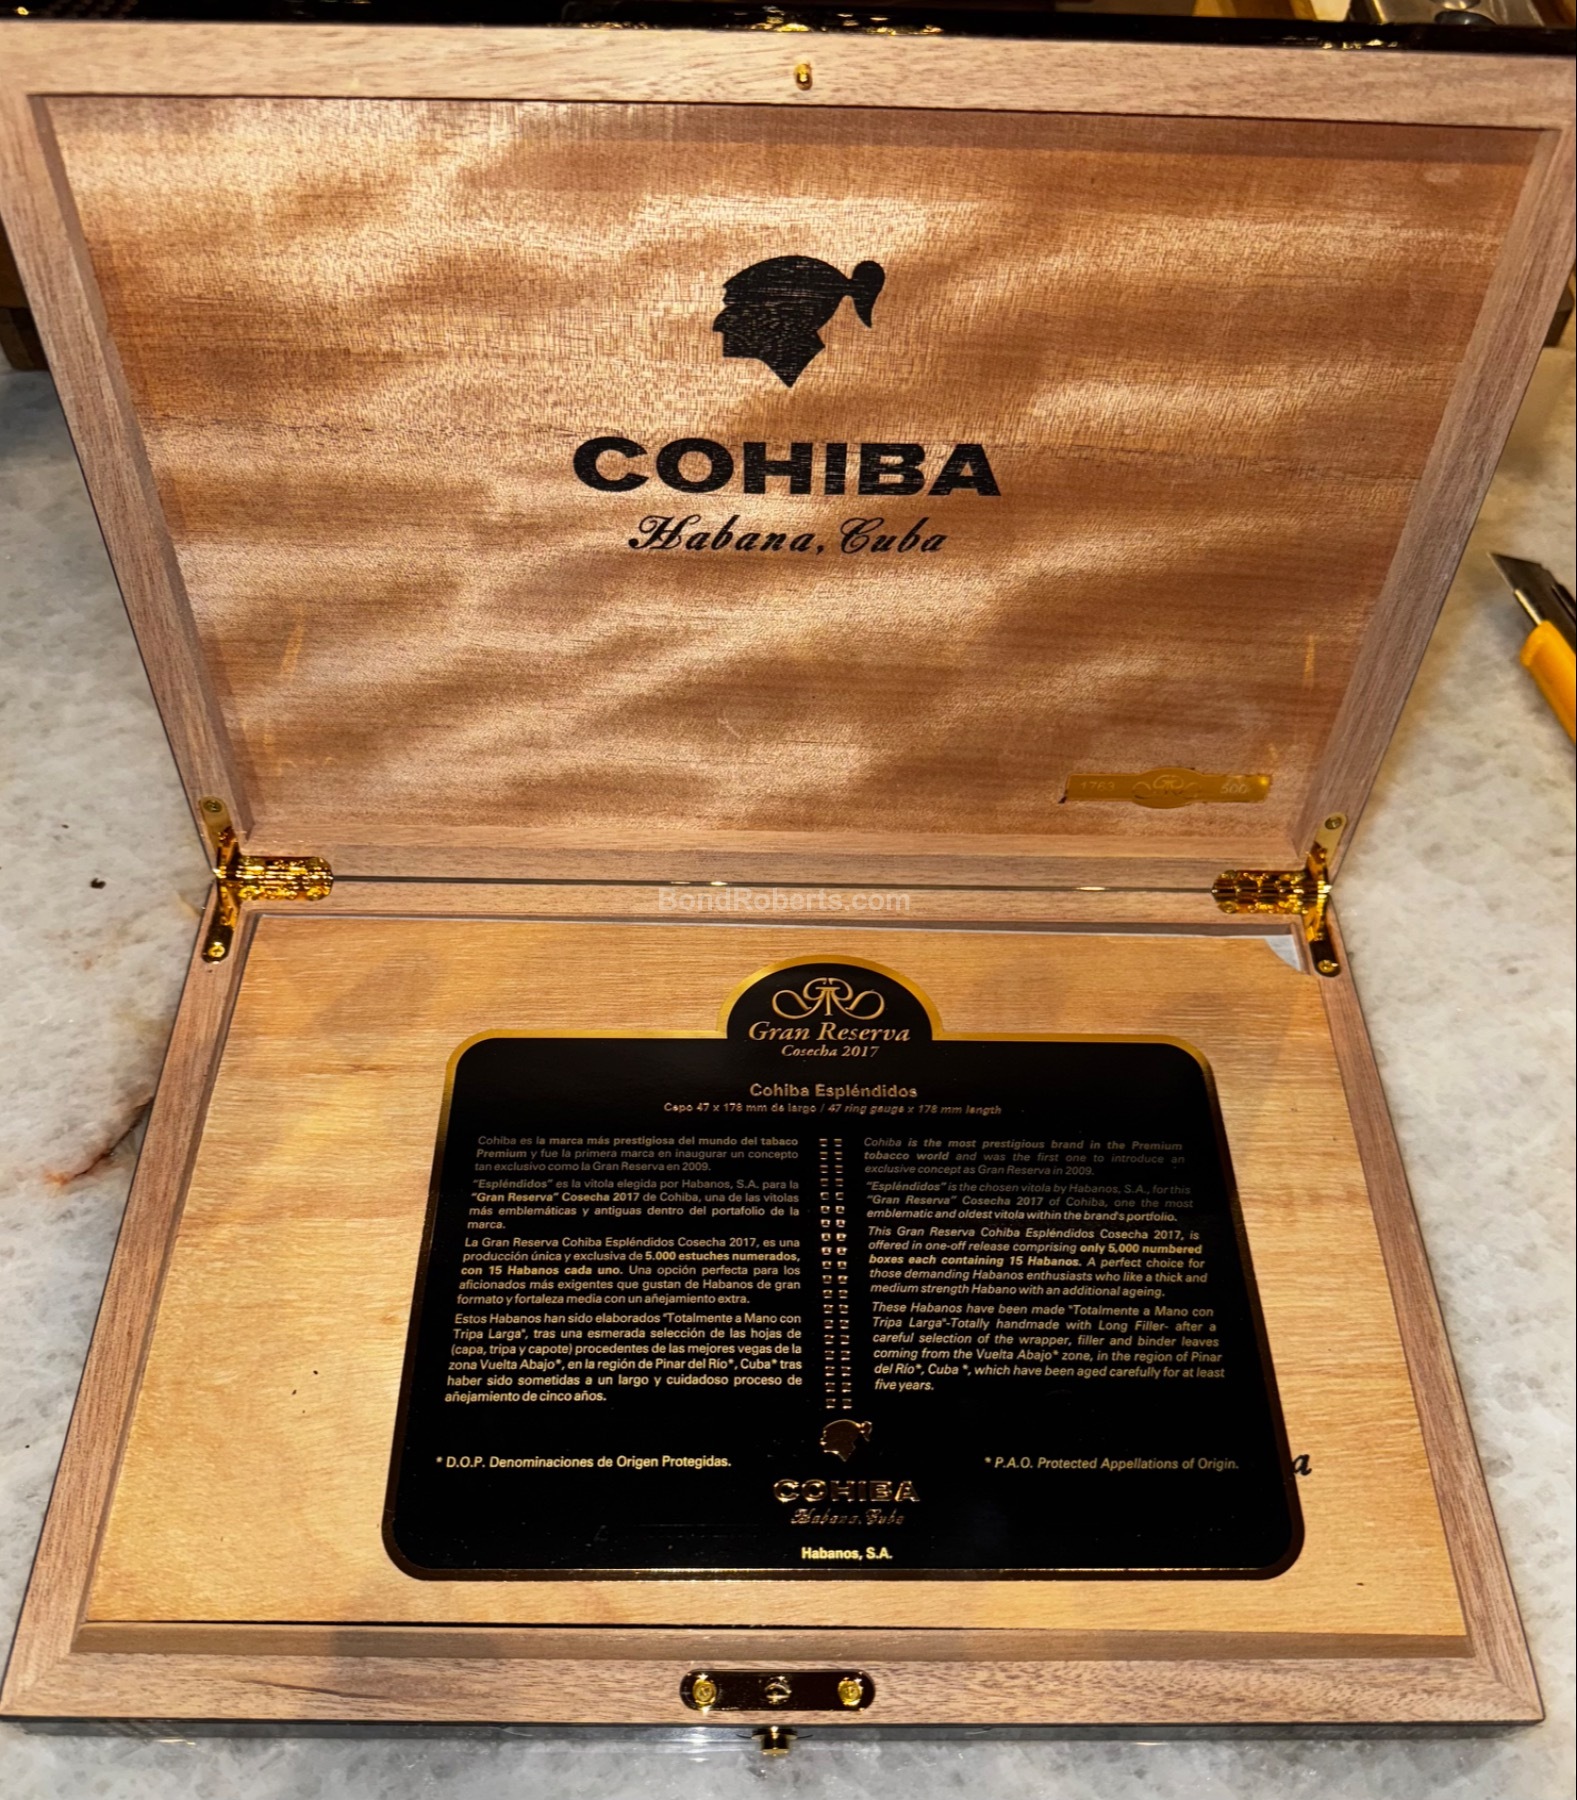 COHIBA
Habana, Cuba
1763
BondRoberts.com
Gran Reserva
Cosecha 2017
Cohiba Espléndidos
Cepo 47 x 178 mm de largo / 47 ring gauge x 178 mm length
Cohiba es la marca más prestigiosa del mundo del tabaco
Premium y fue la primera marca en inaugurar un concepto
tan exclusivo como la Gran Reserva en 2009.
"Espléndidos" es la vitola elegida por Habanos, S.A. para la
"Gran Reserva" Cosecha 2017 de Cohiba, una de las vitolas
más emblemáticas y antiguas dentro del portafolio de la
marca.
La Gran Reserva Cohiba Espléndidos Cosecha 2017, es una
producción única y exclusiva de 5.000 estuches numerados,
con 15 Habanos cada uno. Una opción perfecta para los
aficionados más exigentes que gustan de Habanos de gran
formato y fortaleza media con un añejamiento extra.
Estos Habanos han sido elaborados "Totalmente a Mano con
Tripa Larga", tras una esmerada selección de las hojas de
(capa, tripa y capote) procedentes de las mejores vegas de la
zona Vuelta Abajo*, en la región de Pinar del Río*, Cuba* tras
haber sido sometidas a un largo y cuidadoso proceso de
añejamiento de cinco años.
* D.O.P. Denominaciones de Origen Protegidas.
Cohiba is the most prestigious brand in the Premium
tobacco world and was the first one to introduce an
exclusive concept as Gran Reserva in 2009.
"Espléndidos" is the chosen vitola by Habanos, S.A., for this
"Gran Reserva" Cosecha 2017 of Cohiba, one the most
emblematic and oldest vitola within the brand's portfolio.
This Gran Reserva Cohiba Espléndidos Cosecha 2017, is
offered in one-off release comprising only 5,000 numbered
boxes each containing 15 Habanos. A perfect choice for
those demanding Habanos enthusiasts who like a thick and
medium strength Habano with an additional ageing.
These Habanos have been made "Totalmente a Mano con
Tripa Larga"-Totally handmade with Long Filler- after a
careful selection of the wrapper, filler and binder leaves
coming from the Vuelta Abajo* zone, in the region of Pinar
del Río*, Cuba *, which have been aged carefully for at least
five years.
* P.A.O. Protected Appellations of Origin.
COHIBA
Habana, Cuba
Habanos, S.A.